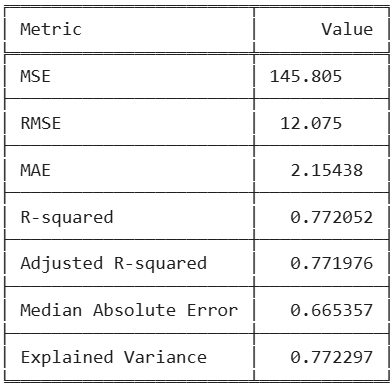 Metric Value
MSE 145.805
RMSE 12.075
MAE 2.15438
R-squared 0.772052
Adjusted R-squared 0.771976
Median Absolute Error 0.665357
Explained Variance 0.772297